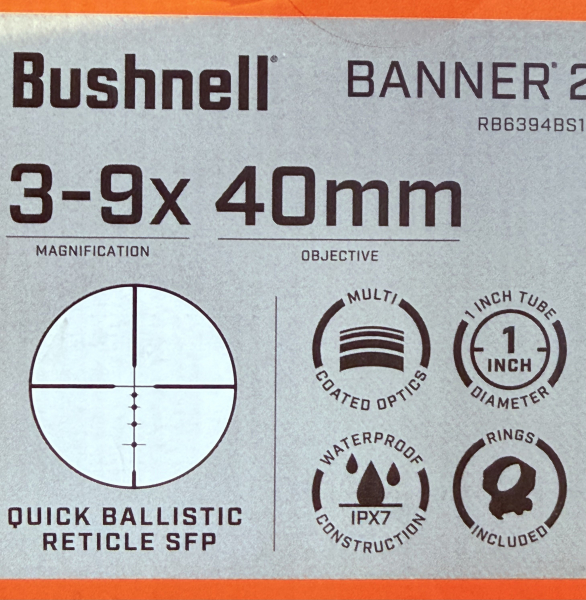 Bushnell®
BANNER® 2
RB6394BS1
3-9x 40mm
MAGNIFICATION
OBJECTIVE
MULTI
COATED OPTICS
1 INCH TUBE
1
INCH
DIAMETER
WATERPROOF
IPX7
CONSTRUCTION
RINGS
INCLUDED
QUICK BALLISTIC
RETICLE SFP